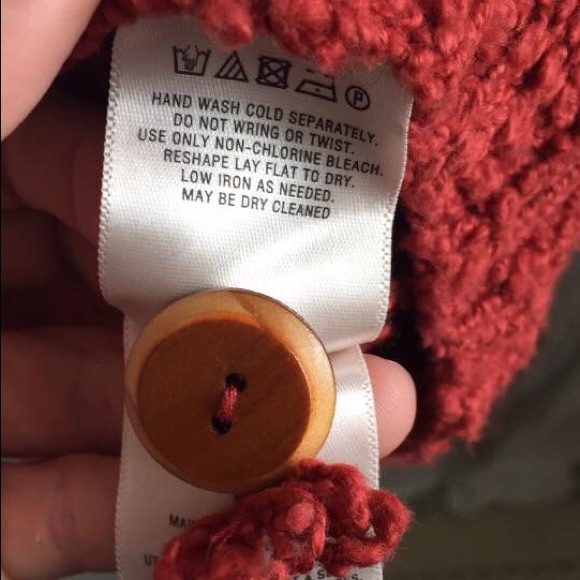 P
HAND WASH COLD SEPARATELY.
DO NOT WRING OR TWIST.
USE ONLY NON-CHLORINE BLEACH.
RESHAPE LAY FLAT TO DRY.
LOW IRON AS NEEDED.
MAY BE DRY CLEANED